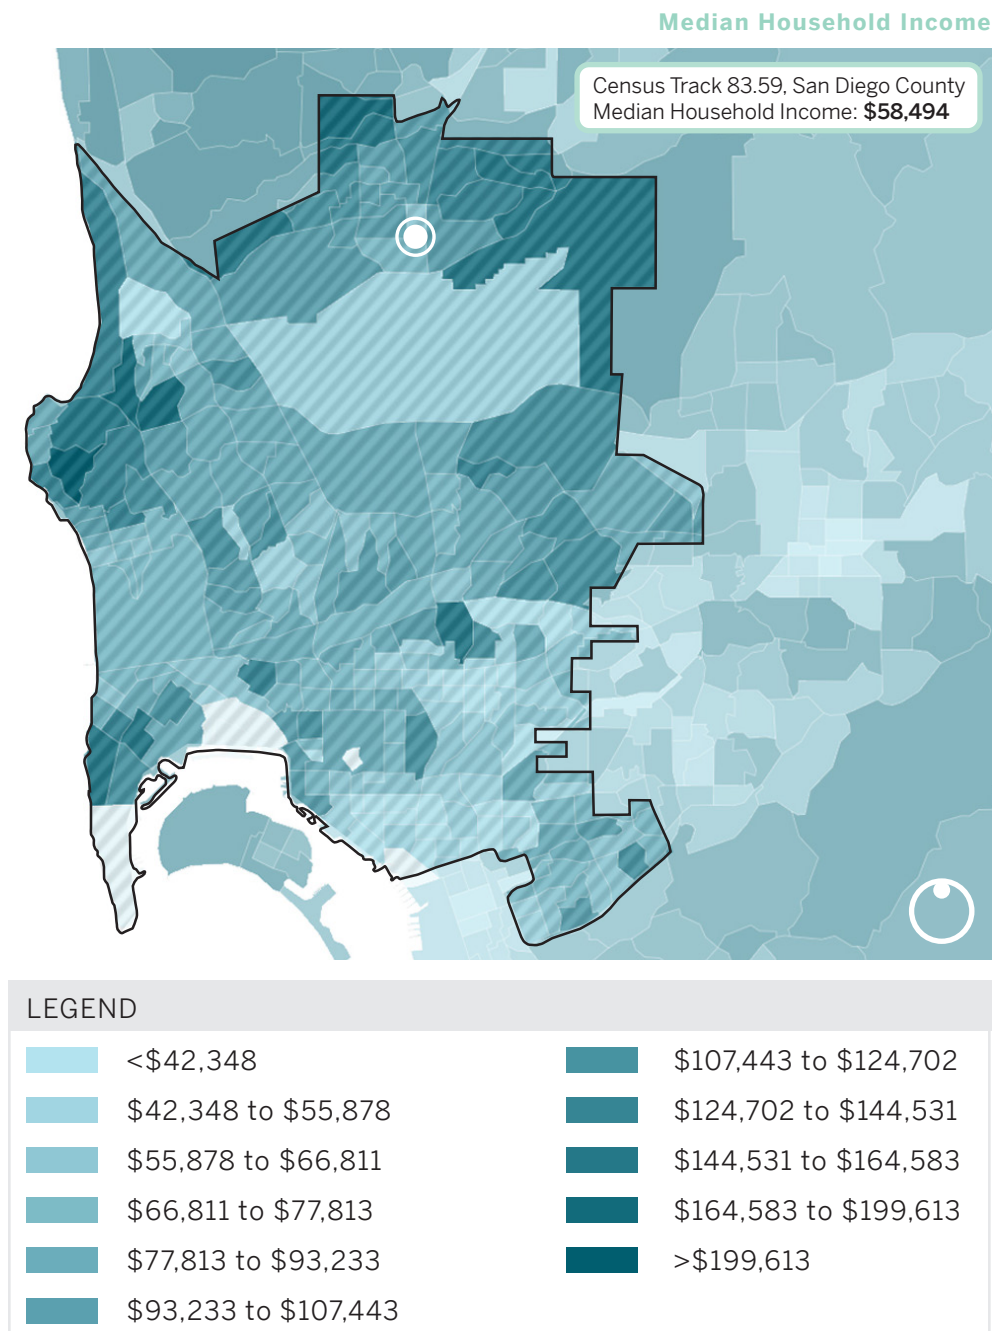 Median Household Income
Census Track 83.59, San Diego County
Median Household Income: $58,494
LEGEND
<$42,348
$42,348 to $55,878
$55,878 to $66,811
$66,811 to $77,813
$77,813 to $93,233
$93,233 to $107,443
$107,443 to $124,702
$124,702 to $144,531
$144,531 to $164,583
$164,583 to $199,613
>$199,613